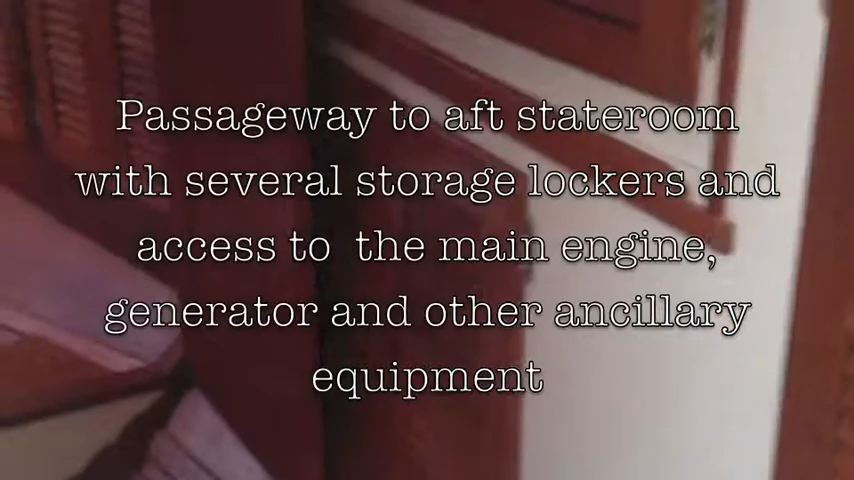 Passageway to aft stateroom
with several storage lockers and
access to  the main engine,
generator and other ancillary
equipment